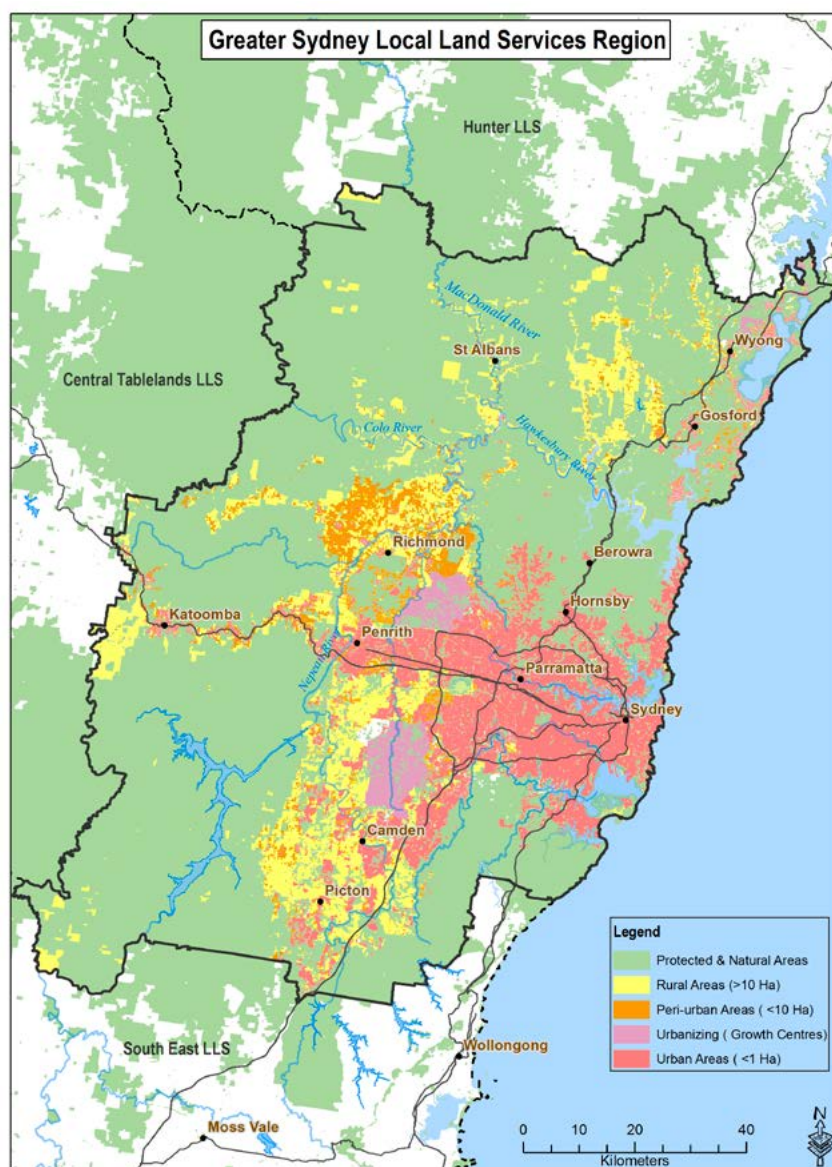 Greater Sydney Local Land Services Region
Hunter LLS
MacDonald River
St Albans
Wyong
Central Tablelands LLS
Colo River
Hawkesbury River
Gosford
Richmond
Berowra
Hornsby
Katoomba
Penrith
Nepean River
Parramatta
Sydney
Camden
Picton
Legend
Protected & Natural Areas
Rural Areas (>10 Ha)
Peri-urban Areas ( <10 Ha)
Urbanizing ( Growth Centres)
Urban Areas ( <1 Ha)
South East LLS
Wollongong
Moss Vale
N
0 5 10 20 40
Kilometers